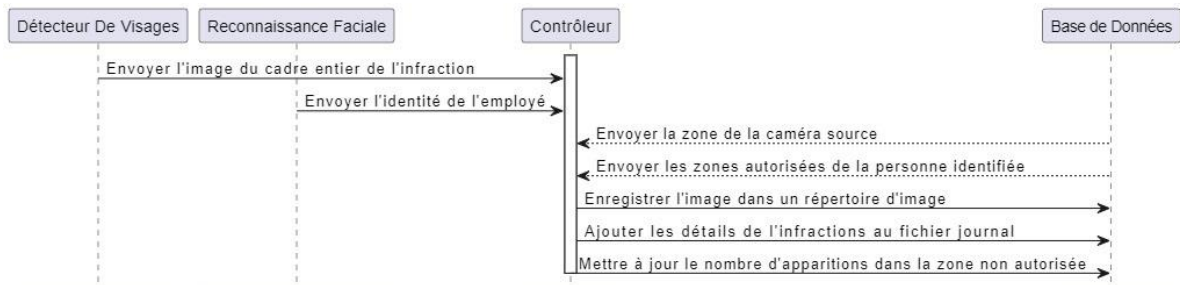 Détecteur De Visages
Reconnaissance Faciale
Contrôleur
Base de Données
Envoyer l'image du cadre entier de l'infraction
Envoyer l'identité de l'employé
Envoyer la zone de la caméra source
Envoyer les zones autorisées de la personne identifiée
Enregistrer l'image dans un répertoire d'image
Ajouter les détails de l'infractions au fichier journal
Mettre à jour le nombre d'apparitions dans la zone non autorisée